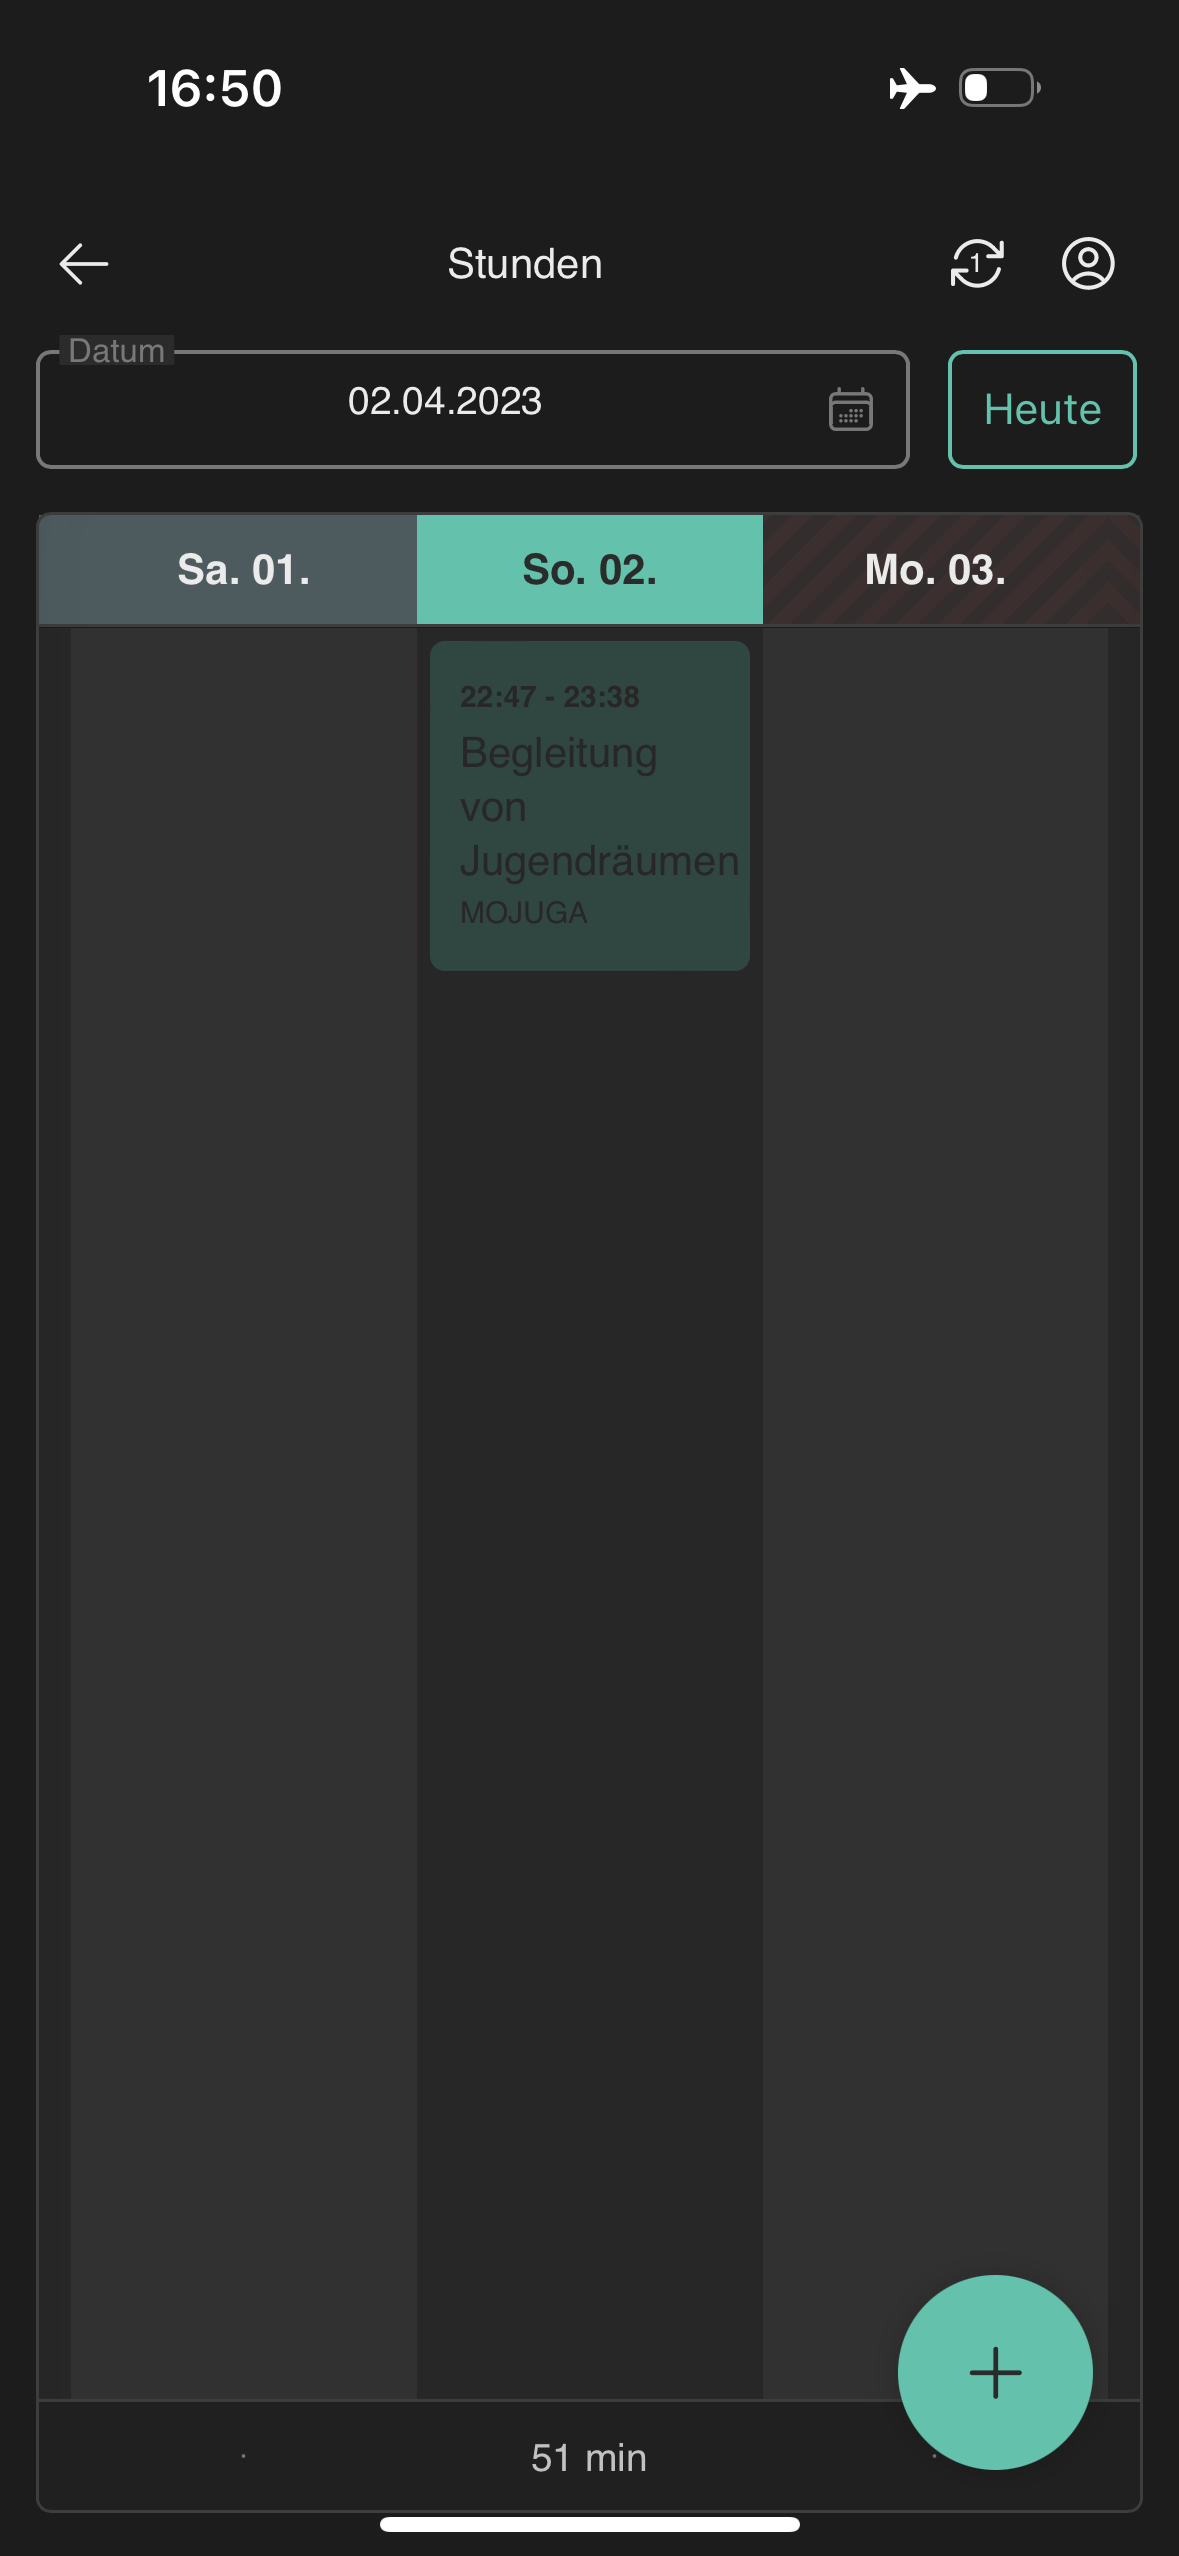 16:50
Stunden
1
Datum
02.04.2023
Heute
Sa. 01.
So. 02.
Mo. 03.
22:47 - 23:38
Begleitung
von
Jugendräumen
MOJUGA
51 min